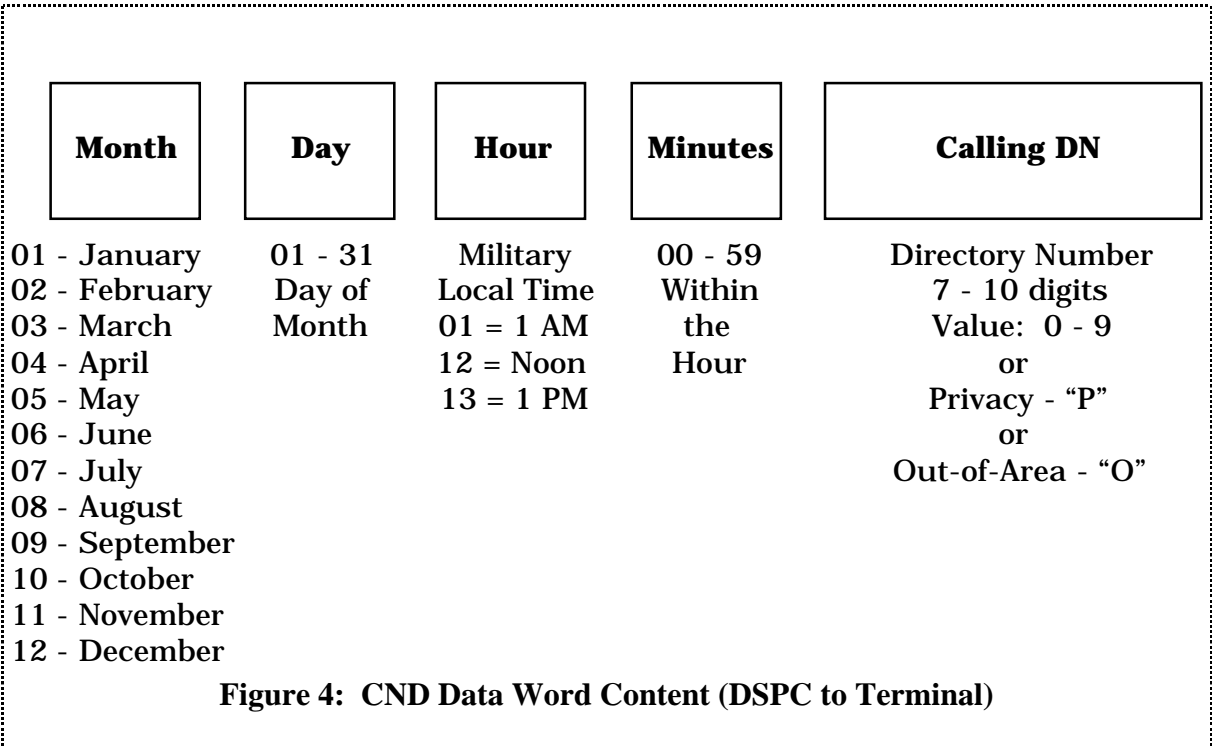 Month Day Hour Minutes Calling DN
01 - January 01 - 31 Military 00 - 59 Directory Number
02 - February Day of Local Time Within 7 - 10 digits
03 - March Month 01 = 1 AM the Value: 0 - 9
04 - April 12 = Noon Hour or
05 - May 13 = 1 PM Privacy - “P”
06 - June or
07 - July Out-of-Area - “O”
08 - August
09 - September
10 - October
11 - November
12 - December
Figure 4: CND Data Word Content (DSPC to Terminal)